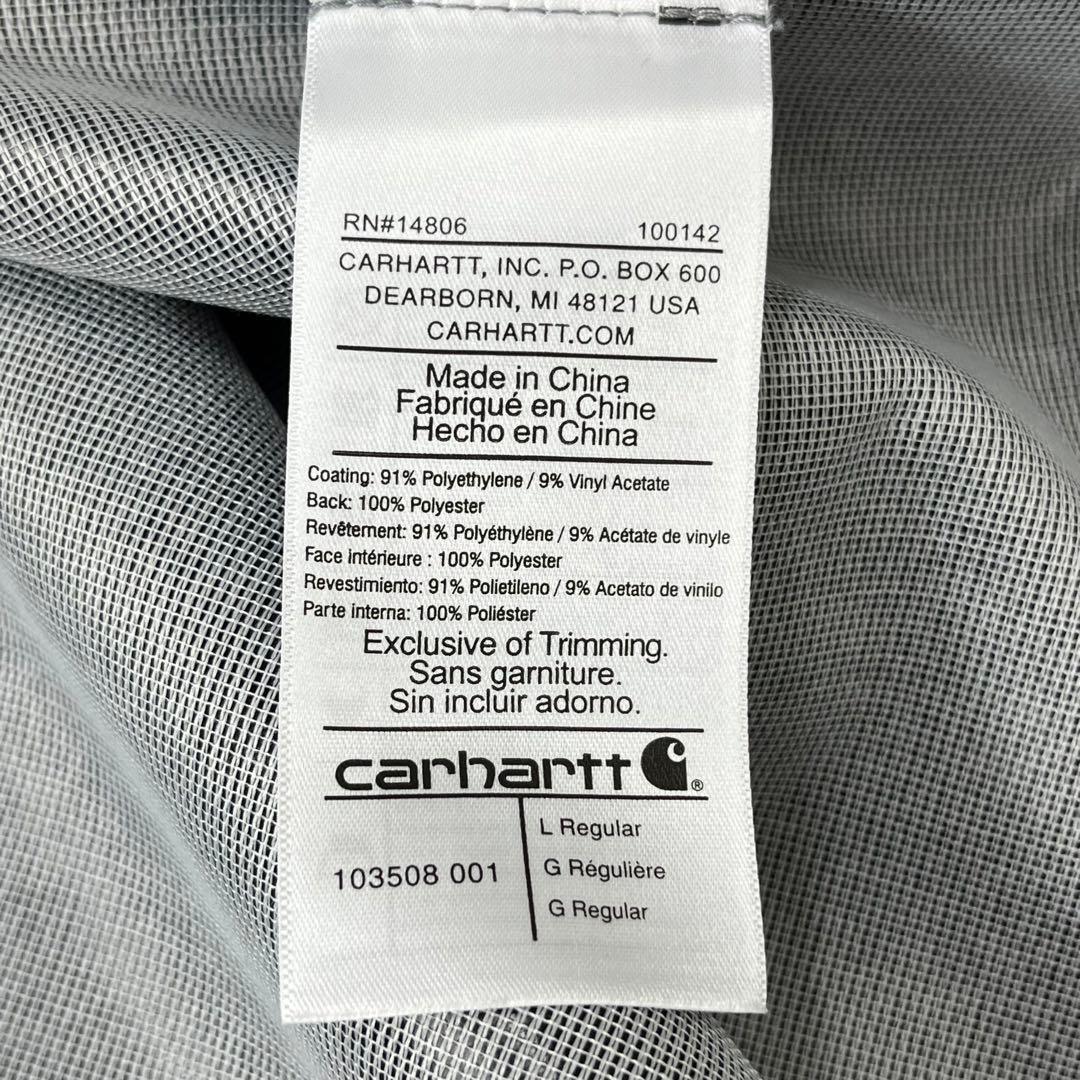 RN#14806 100142
CARHARTT, INC. P.O. BOX 600
DEARBORN, MI 48121 USA
CARHARTT.COM
Made in China
Fabriqué en Chine
Hecho en China
Coating: 91% Polyethylene / 9% Vinyl Acetate
Back: 100% Polyester
Revêtement: 91% Polyéthylène / 9% Acétate de vinyle
Face intérieure : 100% Polyester
Revestimiento: 91% Polietileno / 9% Acetato de vinilo
Parte interna: 100% Poliéster
Exclusive of Trimming.
Sans garniture.
Sin incluir adorno.
carhartt ®
103508 001
L Regular
G Régulière
G Regular